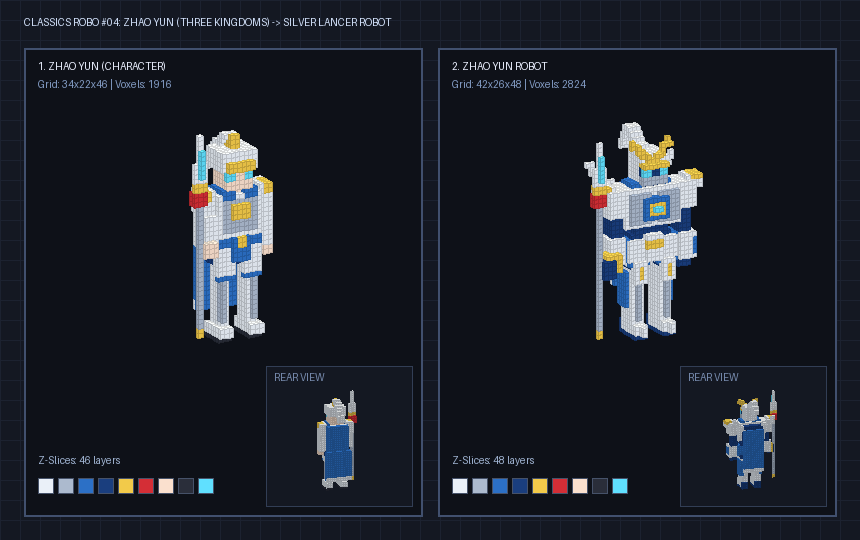 CLASSICS ROBO #04: ZHAO YUN (THREE KINGDOMS) -> SILVER LANCER ROBOT
1. ZHAO YUN (CHARACTER)
Grid: 34x22x46 | Voxels: 1916
REAR VIEW
Z-Slices: 46 layers
2. ZHAO YUN ROBOT
Grid: 42x26x48 | Voxels: 2824
REAR VIEW
Z-Slices: 48 layers